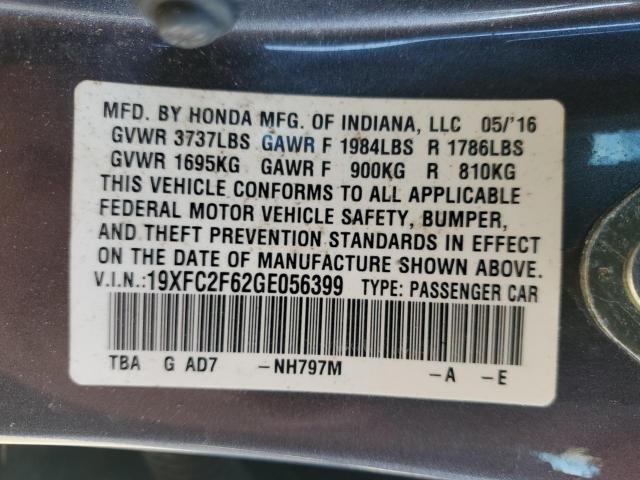 MFD. BY HONDA MFG. OF INDIANA, LLC 05/'16
GVWR 3737LBS GAWR F 1984LBS R 1786LBS
GVWR 1695KG GAWR F 900KG R 810KG
THIS VEHICLE CONFORMS TO ALL APPLICABLE
FEDERAL MOTOR VEHICLE SAFETY, BUMPER,
AND THEFT PREVENTION STANDARDS IN EFFECT
ON THE DATE OF MANUFACTURE SHOWN ABOVE.
V.I.N.:19XFC2F62GE056399 TYPE: PASSENGER CAR
TBA G AD7 -NH797M -A -E